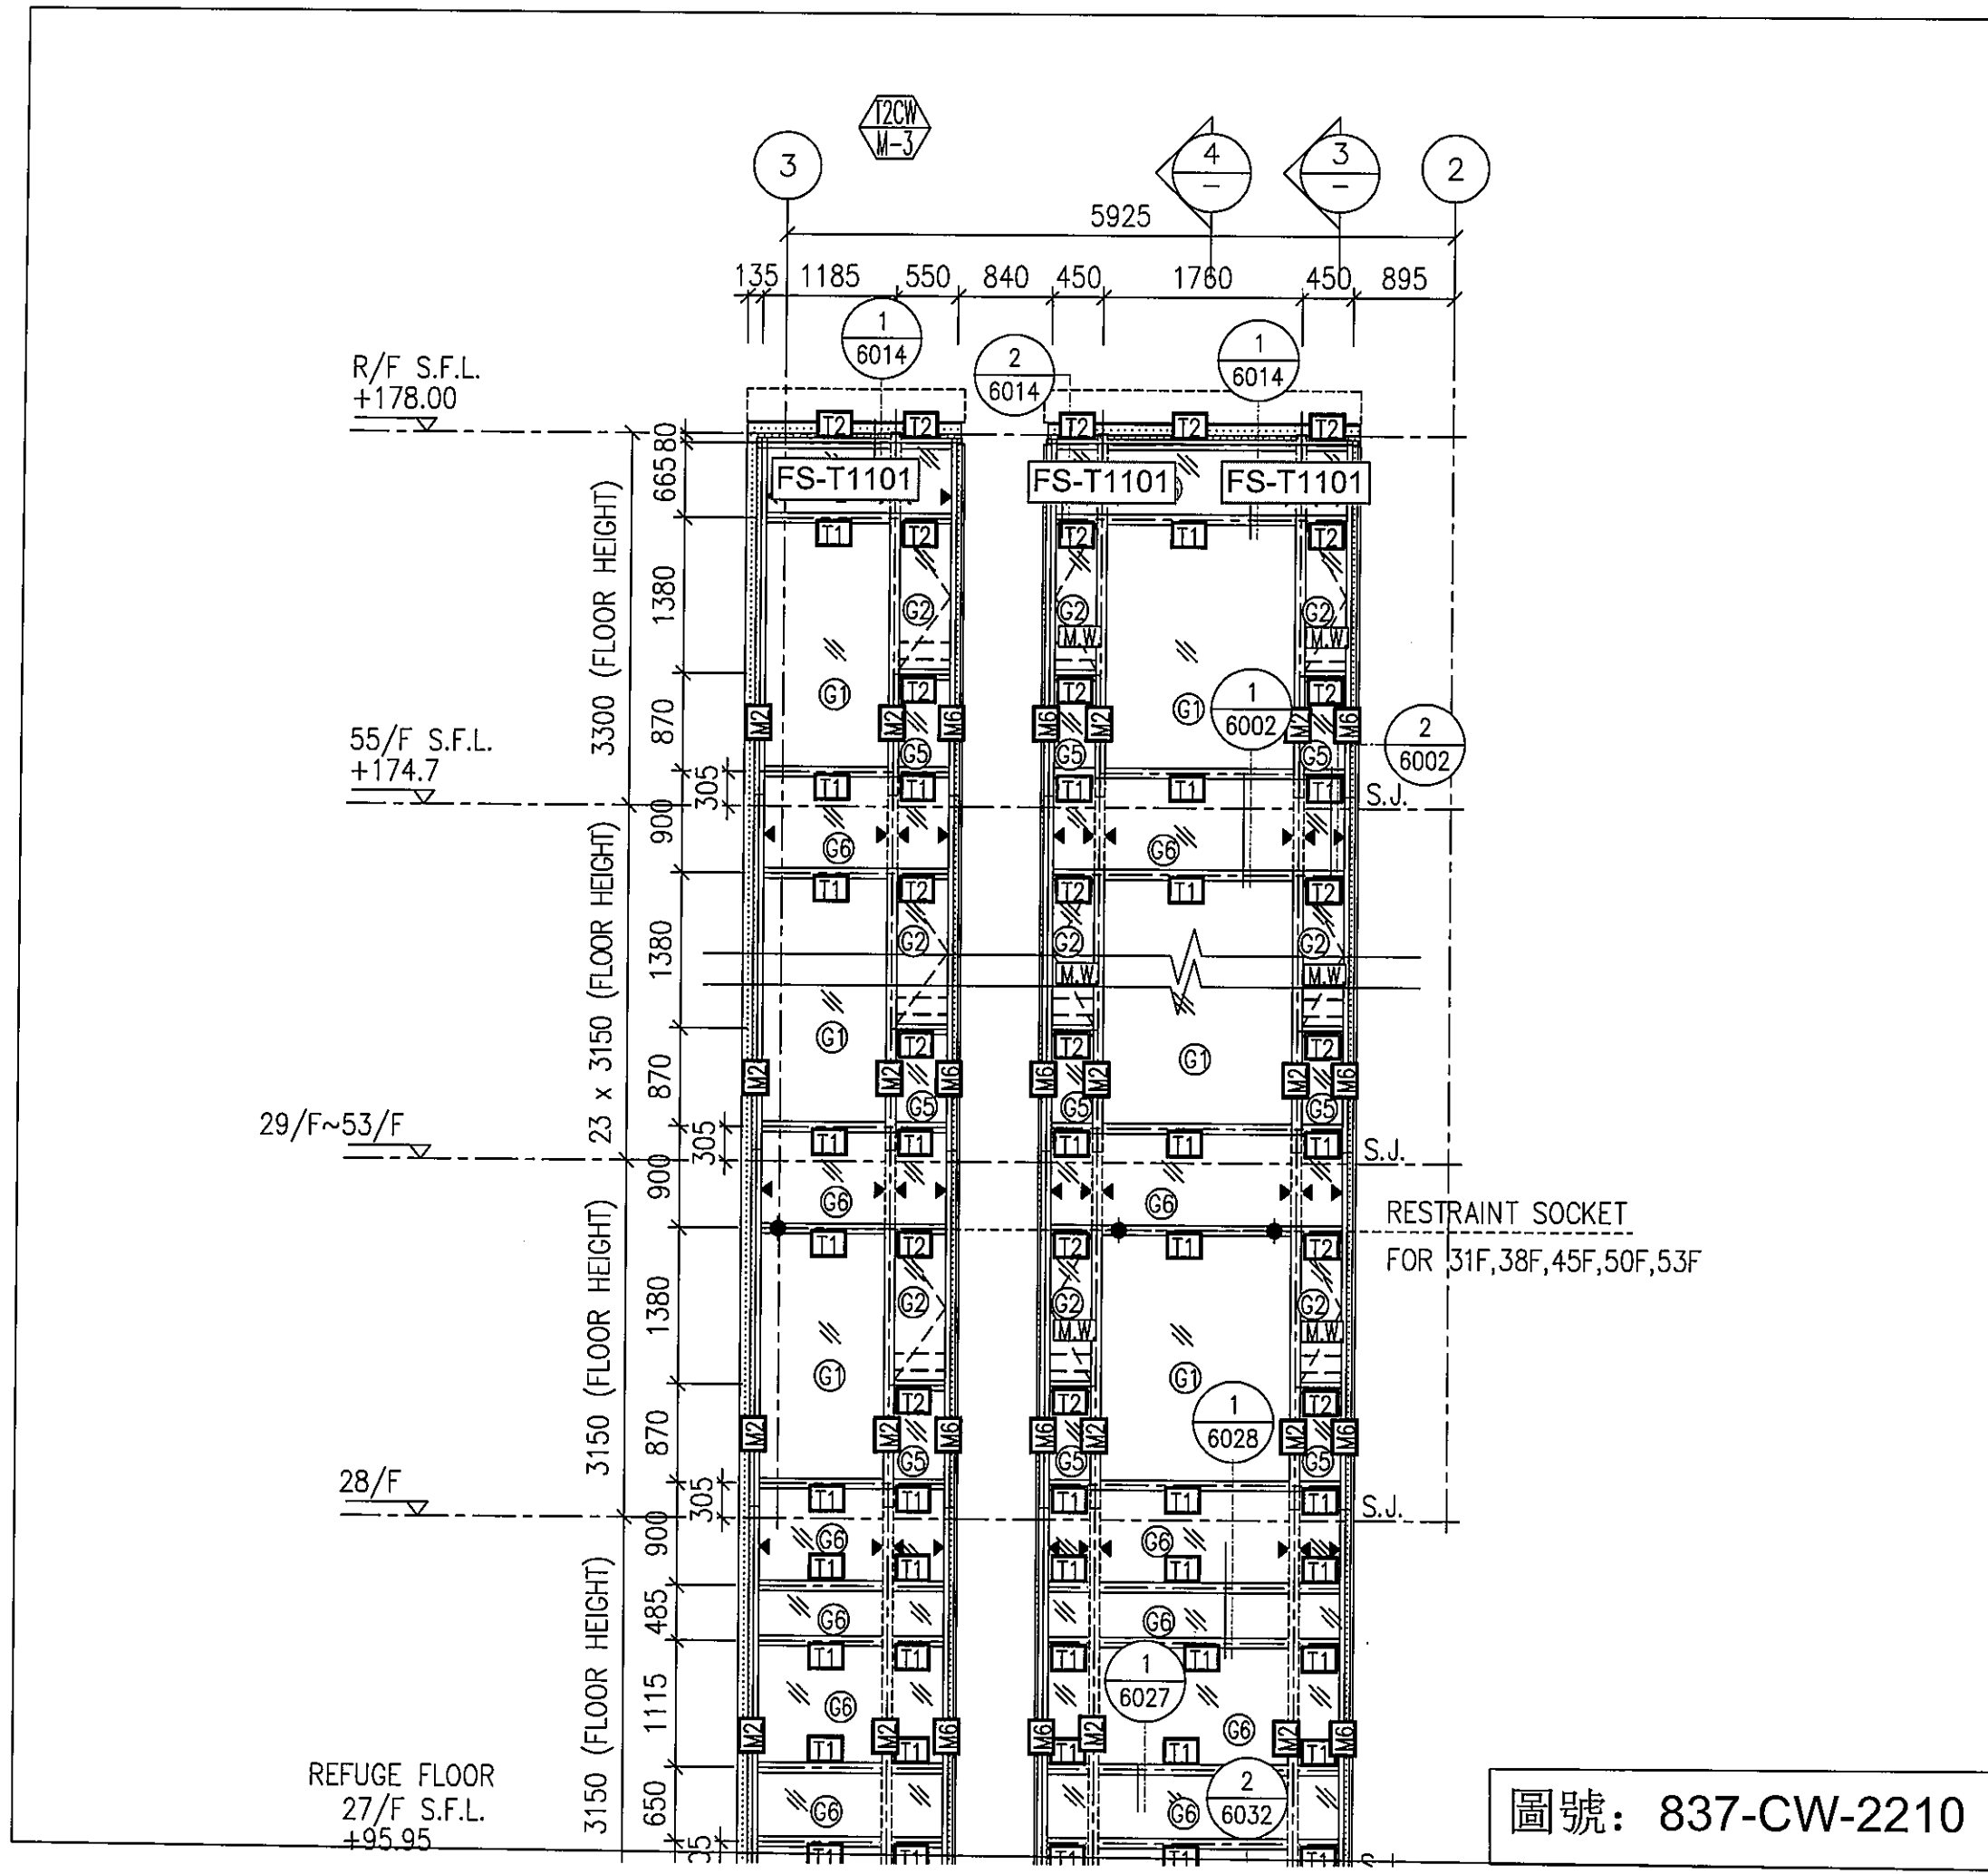 T2CW
M-3
3
4
-
3
-
2
5925
135 1185 550 840 450 1760 450 895
1
6014
2
6014
1
6014
R/F S.F.L.
+178.00
T2 T2 T2 T2 T2
80
665
FS-T1101 FS-T1101 FS-T1101
T1 T2 T2 T1 T2
3300 (FLOOR HEIGHT)
1380
G2 G2 G2
M.W. M.W.
G1 T2 T2 G1 T2
1
6002
870
M2 M2 M6 M6 M2 M2 M6
2
6002
55/F S.F.L.
+174.7
G5 G5 G5
305
T1 T1 T1 T1 T1
S.J.
900
G6 G6
T1 T2 T2 T1 T2
23 x 3150 (FLOOR HEIGHT)
1380
G2 G2 G2
M.W. M.W.
G1 T2 T2 G1 T2
870
M2 M2 M6 M6 M2 M2 M6
G5 G5 G5
29/F~53/F
305
T1 T1 T1 T1 T1
S.J.
900
G6 G6
RESTRAINT SOCKET
FOR 31F,38F,45F,50F,53F
T1 T2 T2 T1 T2
3150 (FLOOR HEIGHT)
1380
G2 G2 G2
M.W. M.W.
G1 T2 T2 G1 T2
1
6028
870
M2 M2 M6 M6 M2 M2 M6
G5 G5 G5
28/F
305
T1 T1 T1 T1 T1
S.J.
900
G6 G6
T1 T1 T1 T1 T1
485
G6 G6
T1 T1 T1 T1 T1
3150 (FLOOR HEIGHT)
1115
1
6027
G6 G6
M2 M2 M6 M6 M2 M2 M6
T1 T1 T1 T1 T1
REFUGE FLOOR
27/F S.F.L.
+95.95
650
G6 G6
2
6032
T1 T1 T1 T1 T1
圖號：837-CW-2210